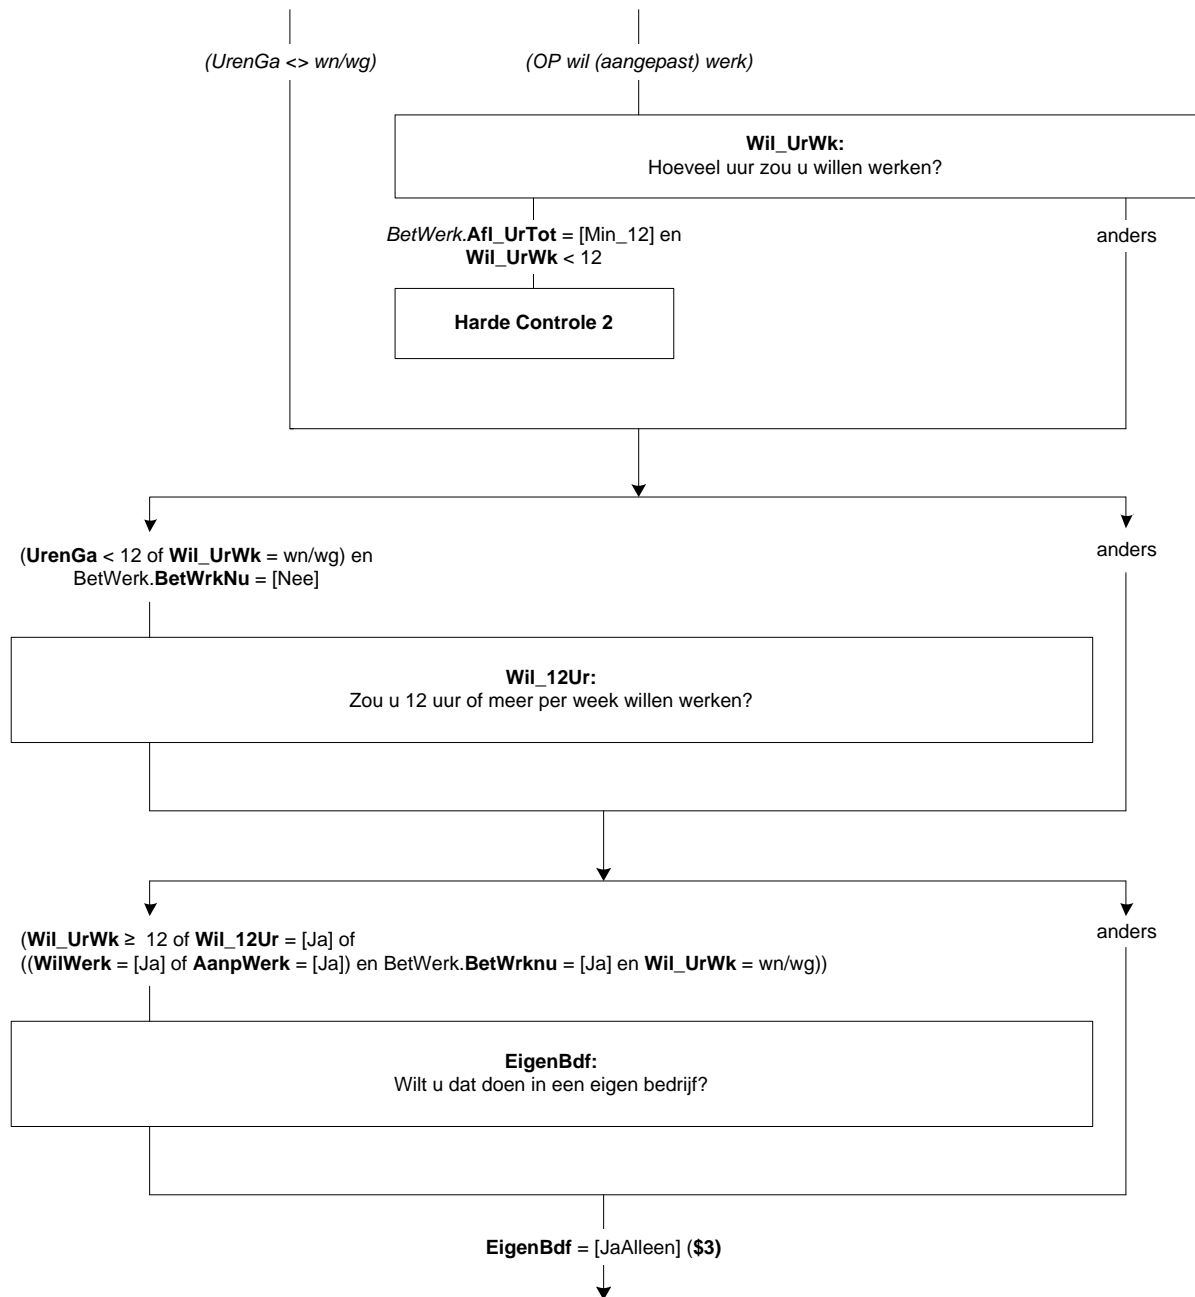 (UrenGa <> wn/wg)
(OP wil (aangepast) werk)
Wil_UrWk:
Hoeveel uur zou u willen werken?
BetWerk.Afl_UrTot = [Min_12] en
Wil_UrWk < 12
anders
Harde Controle 2
(UrenGa < 12 of Wil_UrWk = wn/wg) en
BetWerk.BetWrkNu = [Nee]
anders
Wil_12Ur:
Zou u 12 uur of meer per week willen werken?
(Wil_UrWk ≥ 12 of Wil_12Ur = [Ja] of
((WilWerk = [Ja] of AanpWerk = [Ja]) en BetWerk.BetWrknu = [Ja] en Wil_UrWk = wn/wg))
anders
EigenBdf:
Wilt u dat doen in een eigen bedrijf?
EigenBdf = [JaAlleen] ($3)